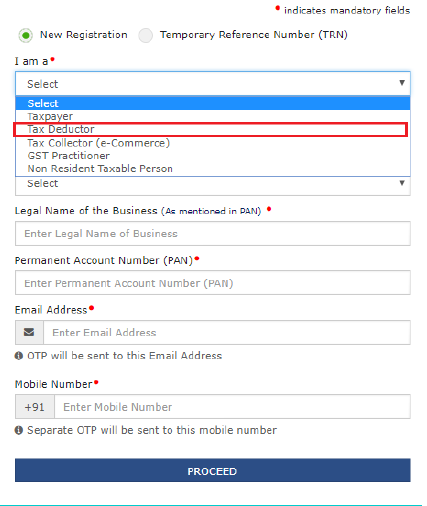 • indicates mandatory fields
New Registration Temporary Reference Number (TRN)
I am a•
Select
Select
Taxpayer
Tax Deductor
Tax Collector (e-Commerce)
GST Practitioner
Non Resident Taxable Person
Select
Legal Name of the Business (As mentioned in PAN) •
Enter Legal Name of Business
Permanent Account Number (PAN)•
Enter Permanent Account Number (PAN)
Email Address•
Enter Email Address
OTP will be sent to this Email Address
Mobile Number•
+91 Enter Mobile Number
Separate OTP will be sent to this mobile number
PROCEED